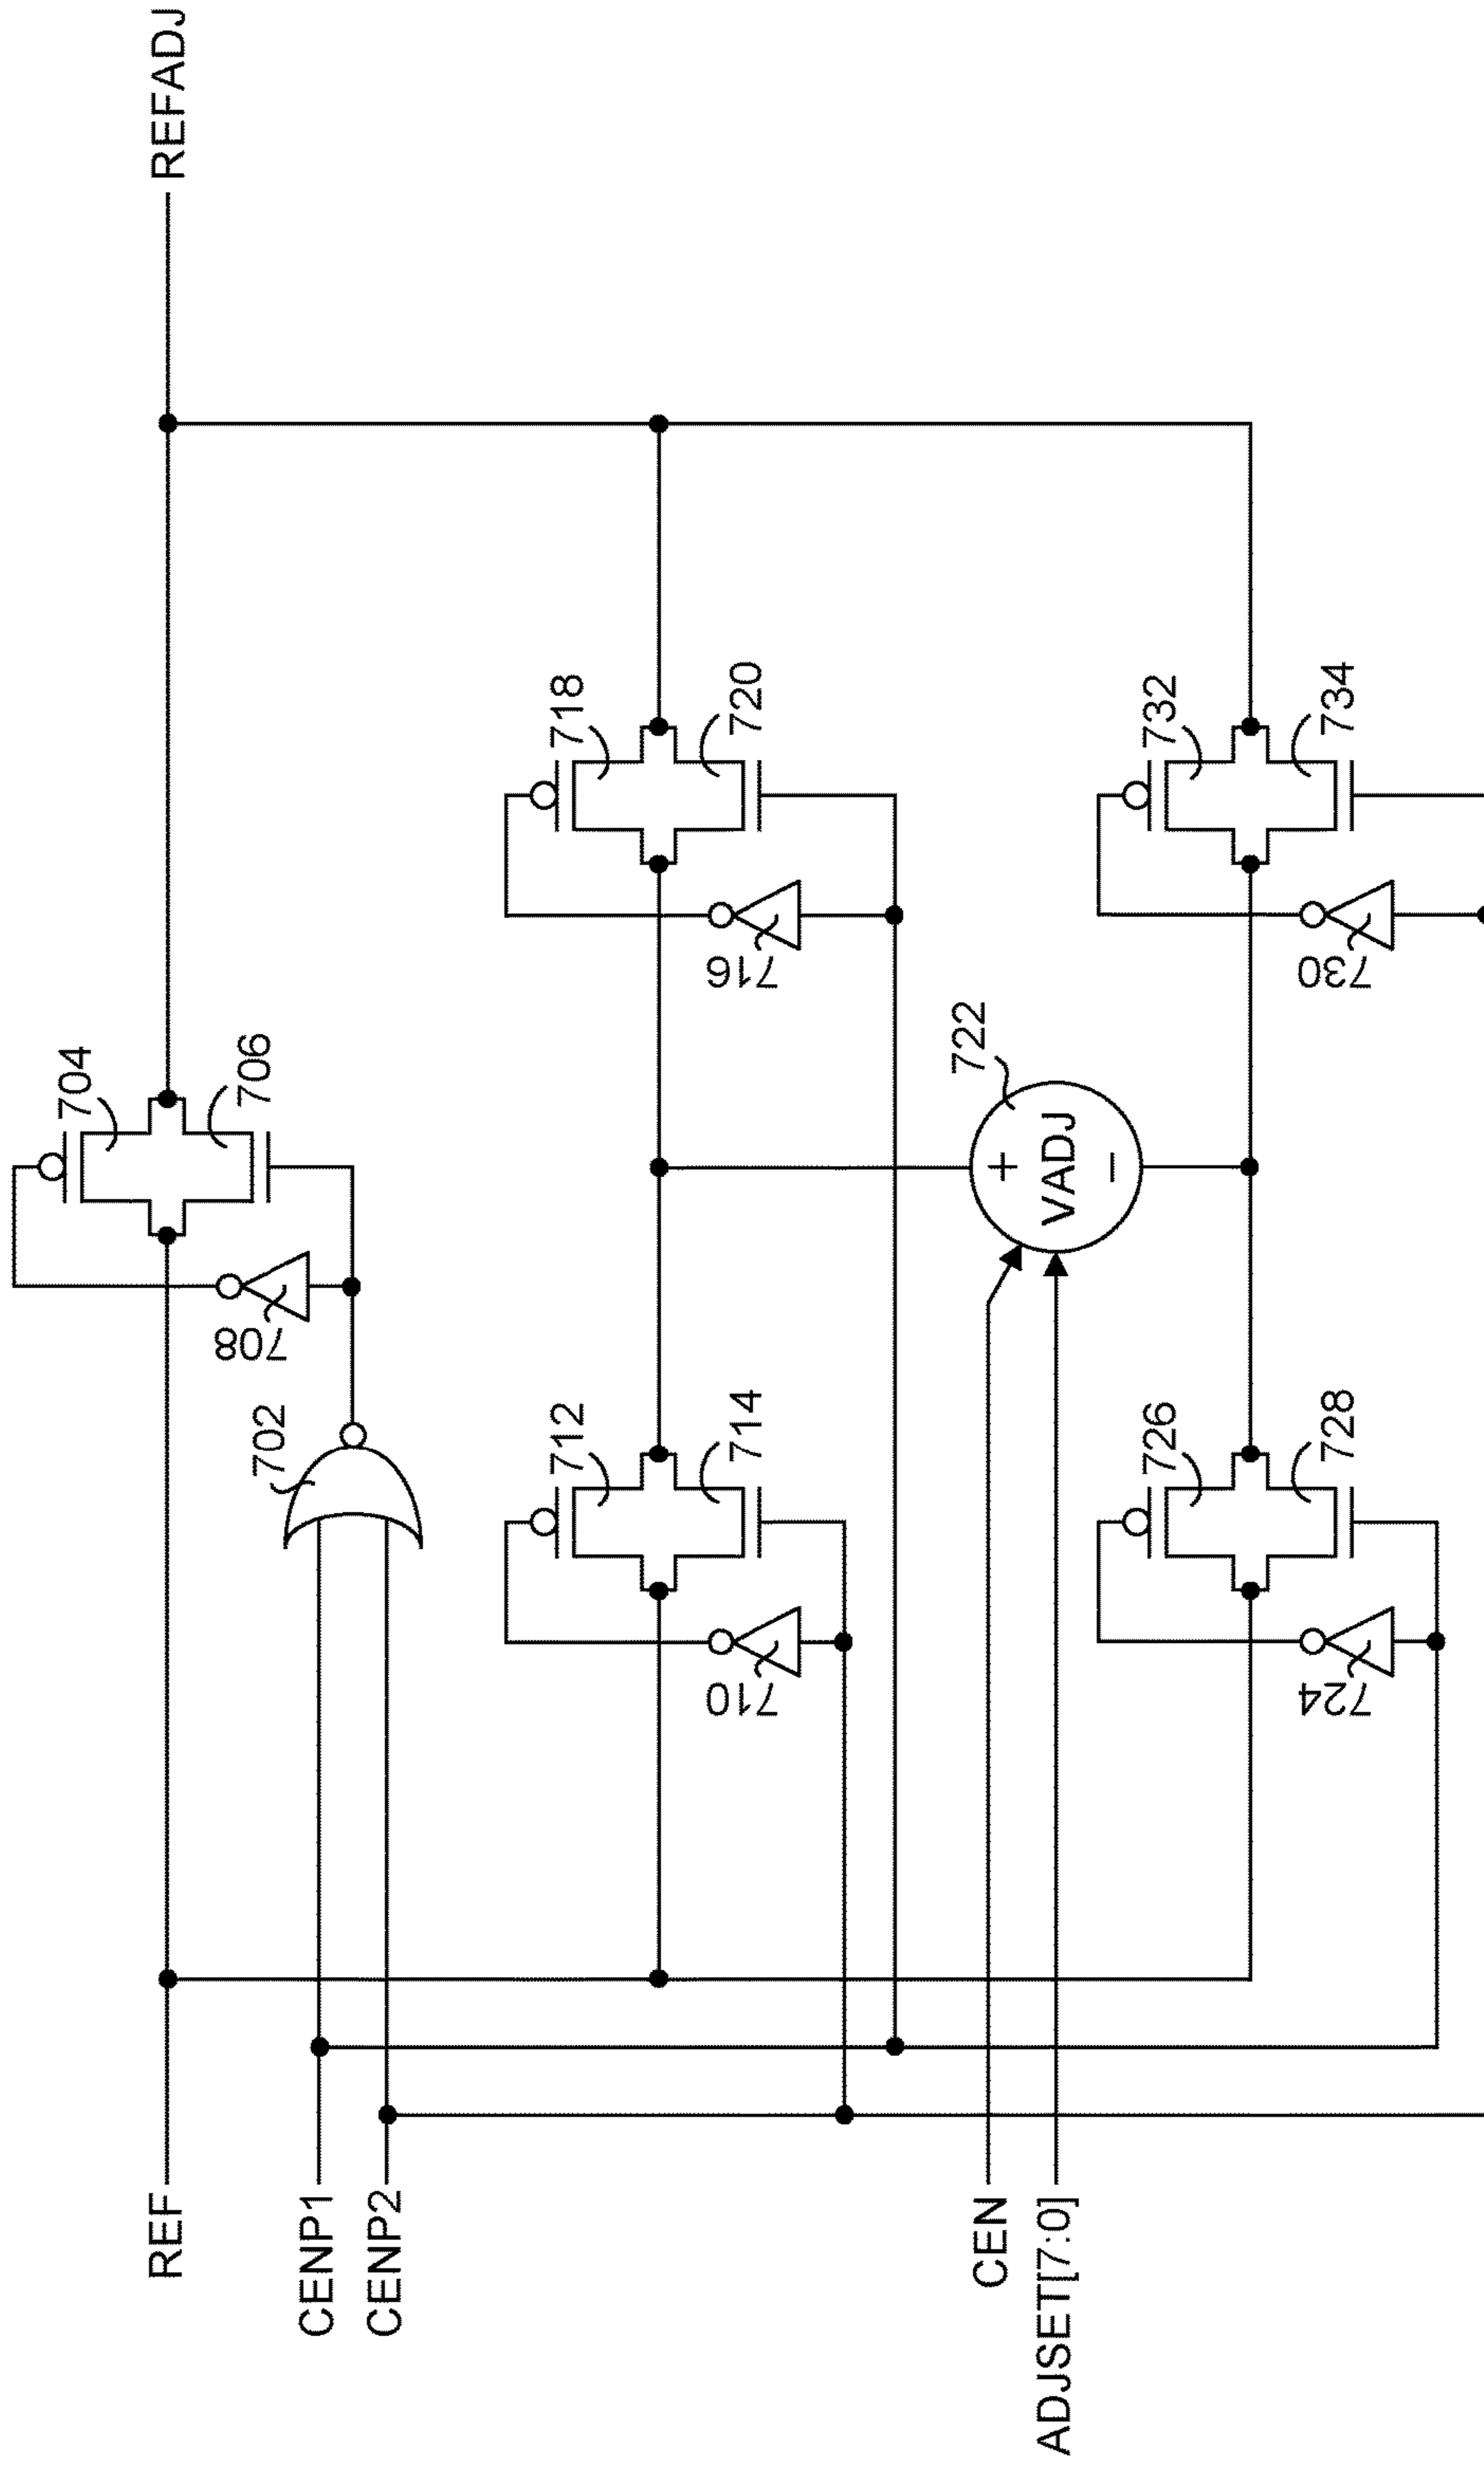 REFADJ
704
706
708
702
718
720
716
712
714
710
722
+
VADJ
−
732
734
730
726
728
724
REF
CENP1
CENP2
CEN
ADJSET[7:0]